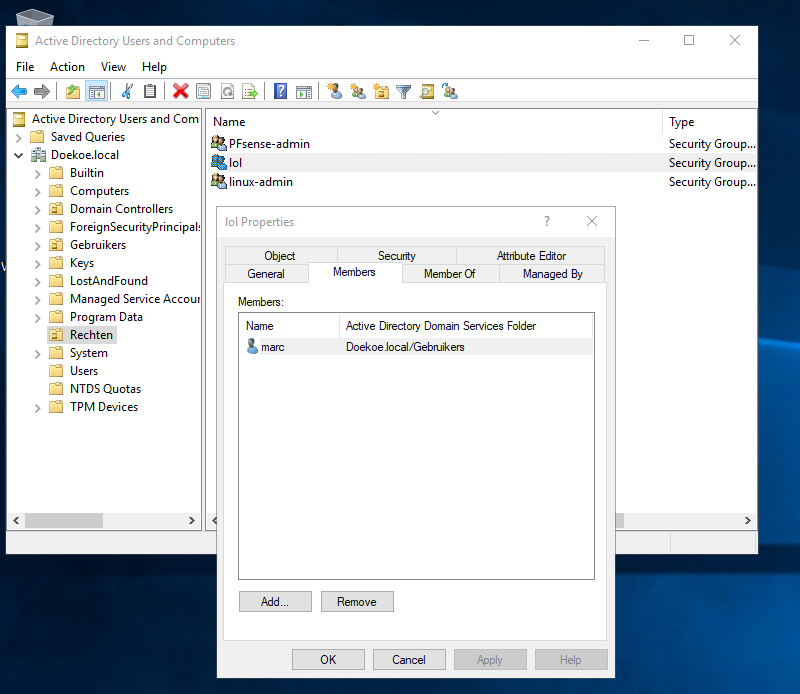 Active Directory Users and Computers
File Action View Help
Active Directory Users and Com
Saved Queries
Doekoe.local
Builtin
Computers
Domain Controllers
ForeignSecurityPrincipals
Gebruikers
Keys
LostAndFound
Managed Service Accour
Program Data
Rechten
System
Users
NTDS Quotas
TPM Devices
Name Type
PFsense-admin Security Group...
lol Security Group...
linux-admin Security Group...
lol Properties
Object Security Attribute Editor
General Members Member Of Managed By
Members:
Name Active Directory Domain Services Folder
marc Doekoe.local/Gebruikers
Add... Remove
OK Cancel Apply Help